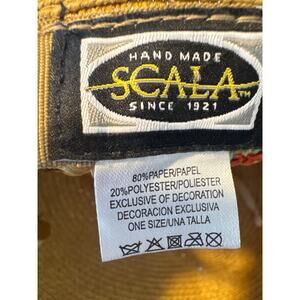 HAND MADE
SCALA™
SINCE 1921
80%PAPER/PAPEL
20%POLYESTER/POLIESTER
EXCLUSIVE OF DECORATION
DECORACION EXCLUSIVA
ONE SIZE/UNA TALLA